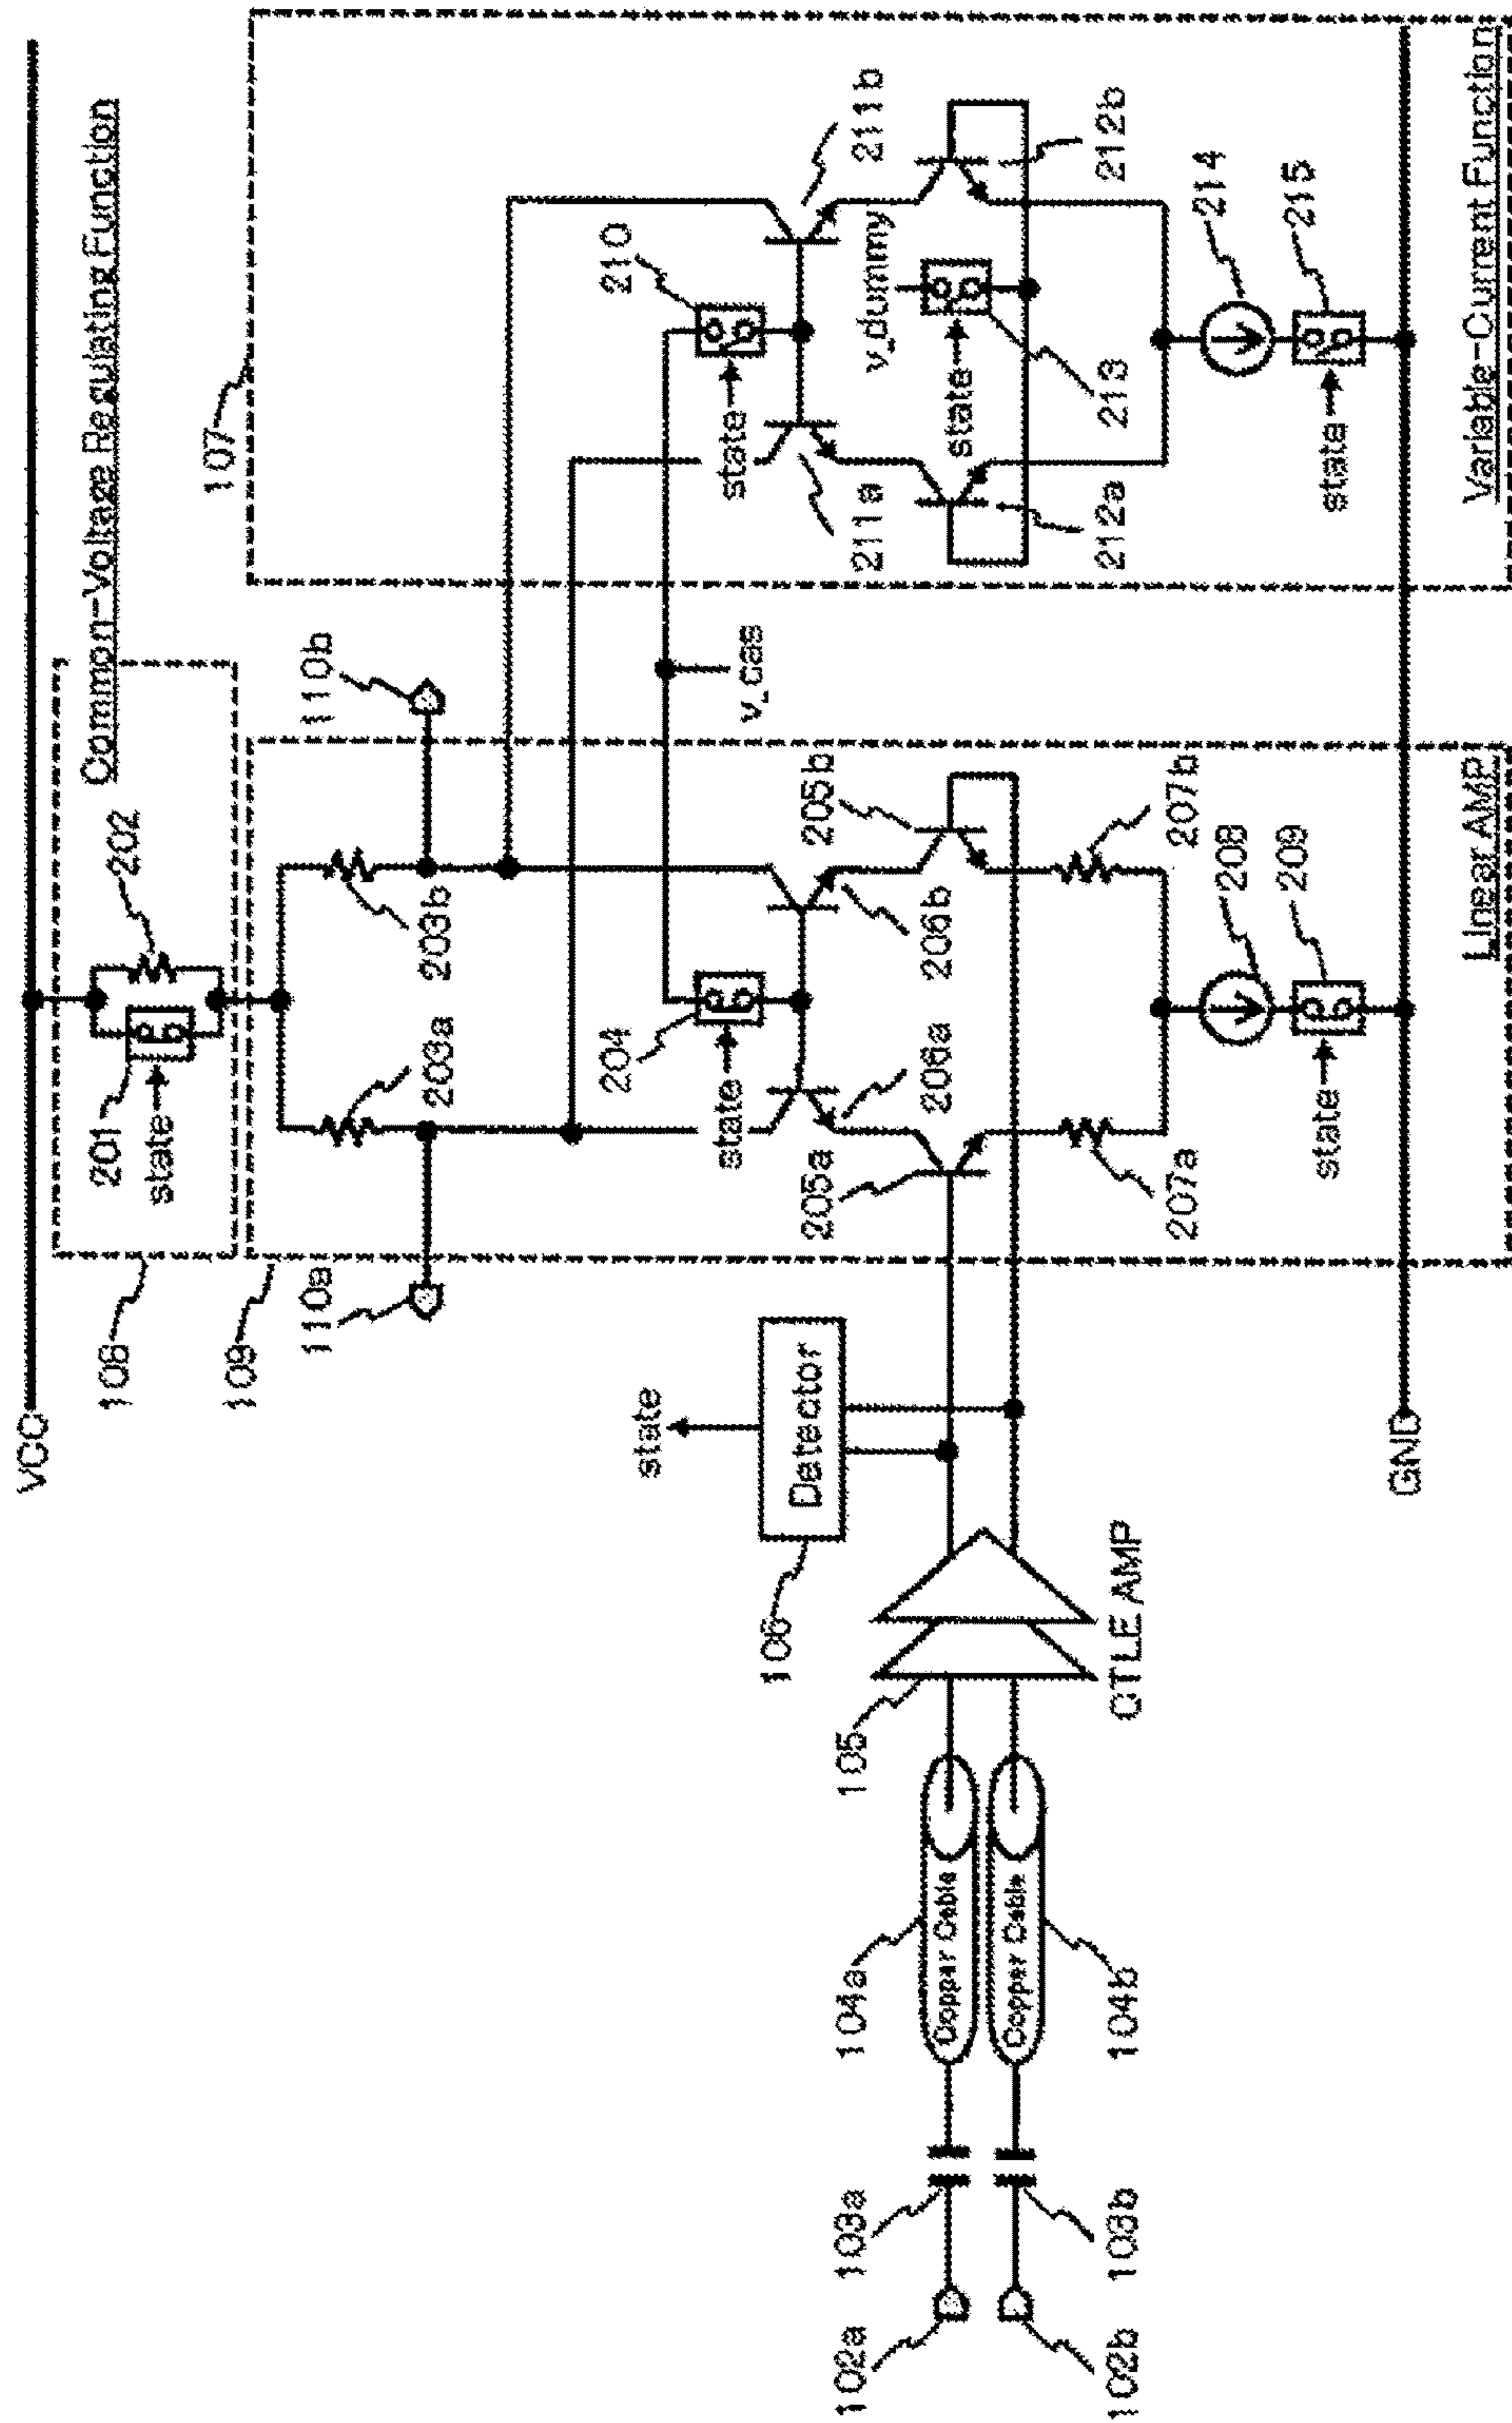 VCC
Common-Voltage Regulating Function
108
201
202
state
109
203a
203b
110a
110b
107
state
106
Detector
204
state
v_cas
210
state
206a
206b
205a
205b
211a
211b
v_dummy
state
213
212a
212b
102a
103a
104a
Copper Cable
Copper Cable
105
CTLE AMP
102b
103b
104b
207a
207b
208
209
state
214
215
state
GND
Linear AMP
Variable-Current Function